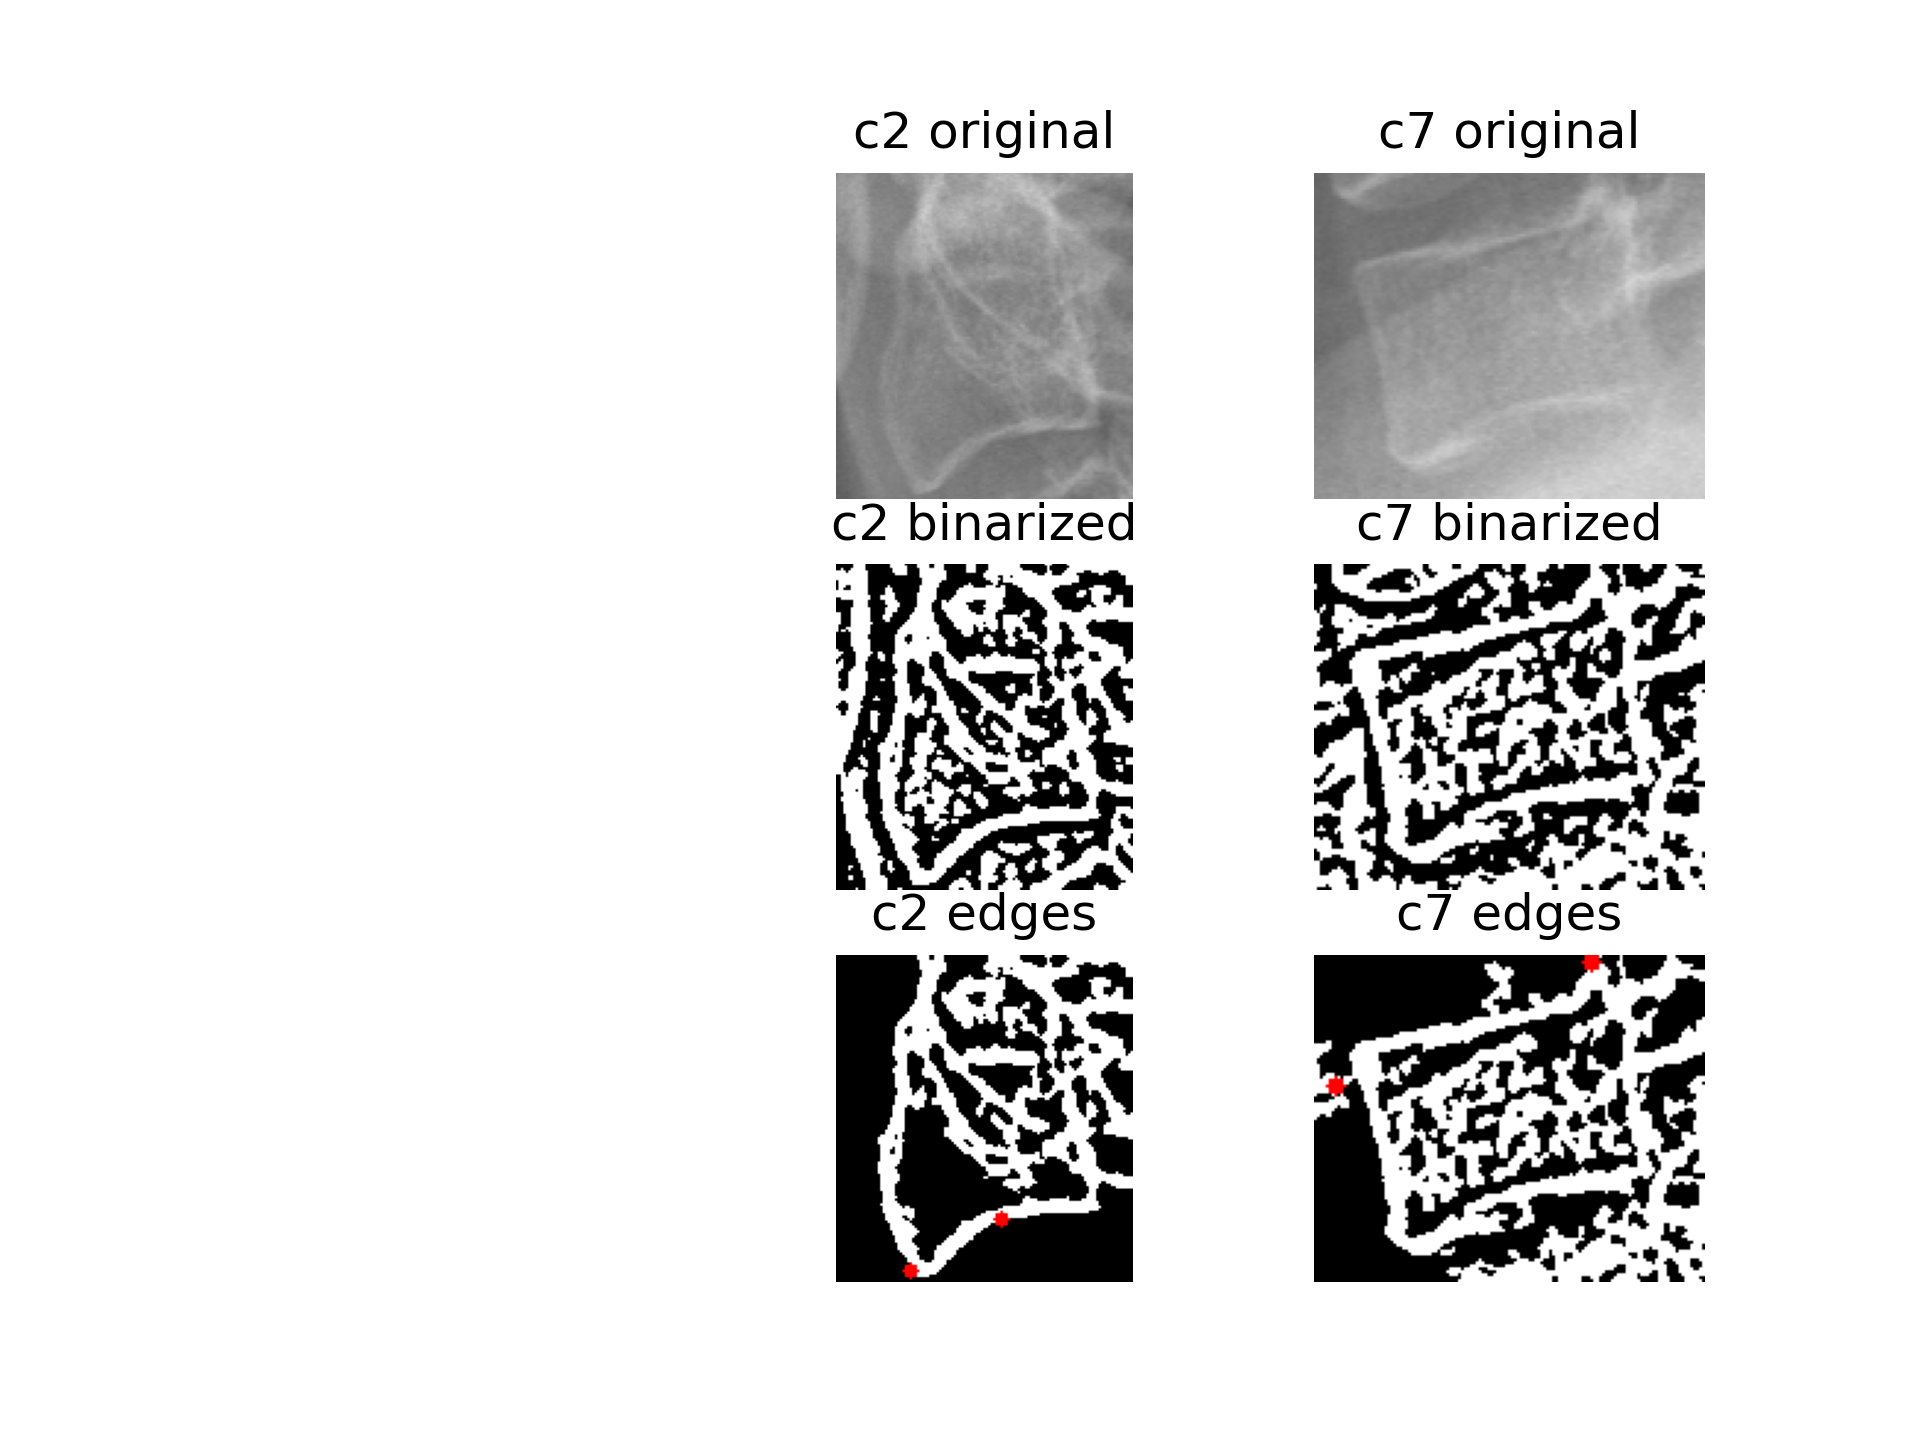 c2 original
c7 original
c2 binarized
c7 binarized
c2 edges
c7 edges